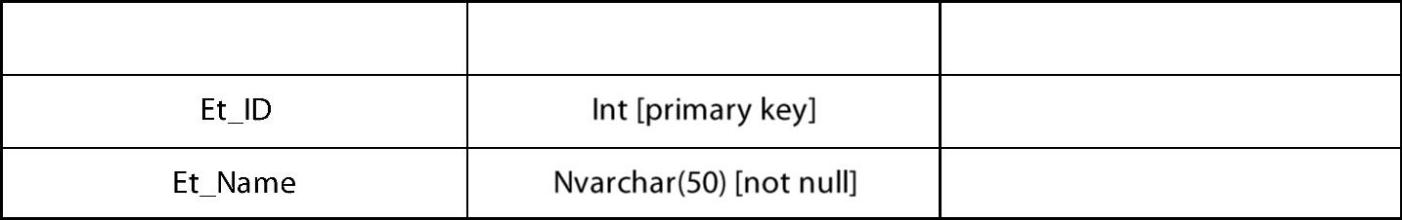 Et_ID Int [primary key]
Et_Name Nvarchar(50) [not null]